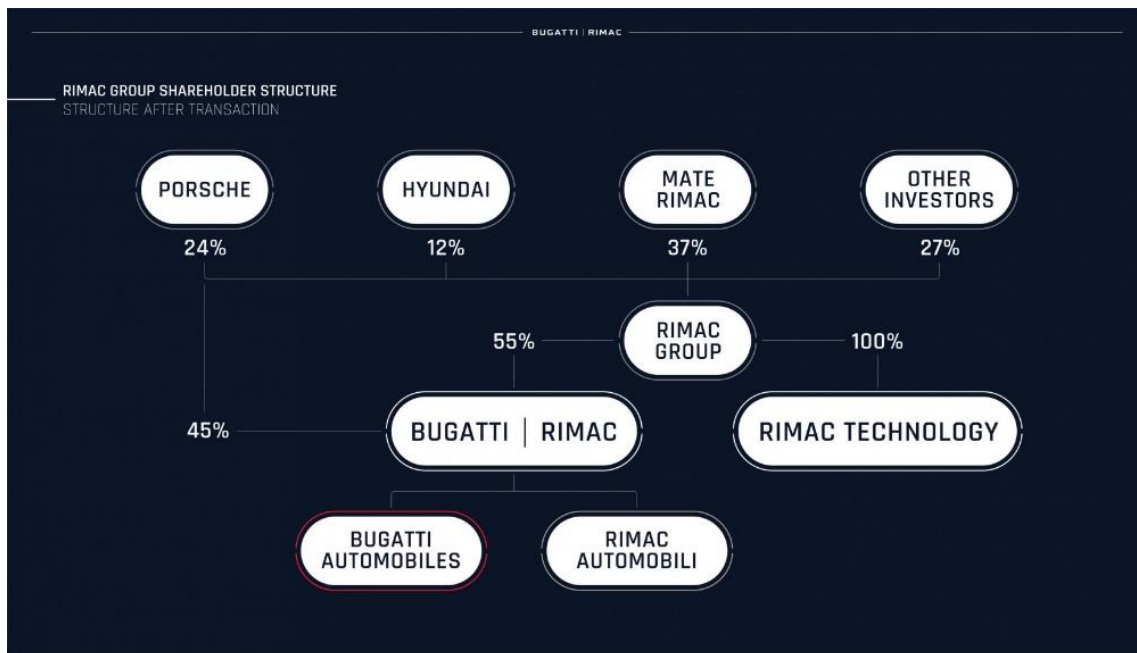 BUGATTI | RIMAC
RIMAC GROUP SHAREHOLDER STRUCTURE
STRUCTURE AFTER TRANSACTION
PORSCHE
HYUNDAI
MATE
RIMAC
OTHER
INVESTORS
24%
12%
37%
27%
RIMAC
GROUP
55%
100%
45%
BUGATTI | RIMAC
RIMAC TECHNOLOGY
BUGATTI
AUTOMOBILES
RIMAC
AUTOMOBILI